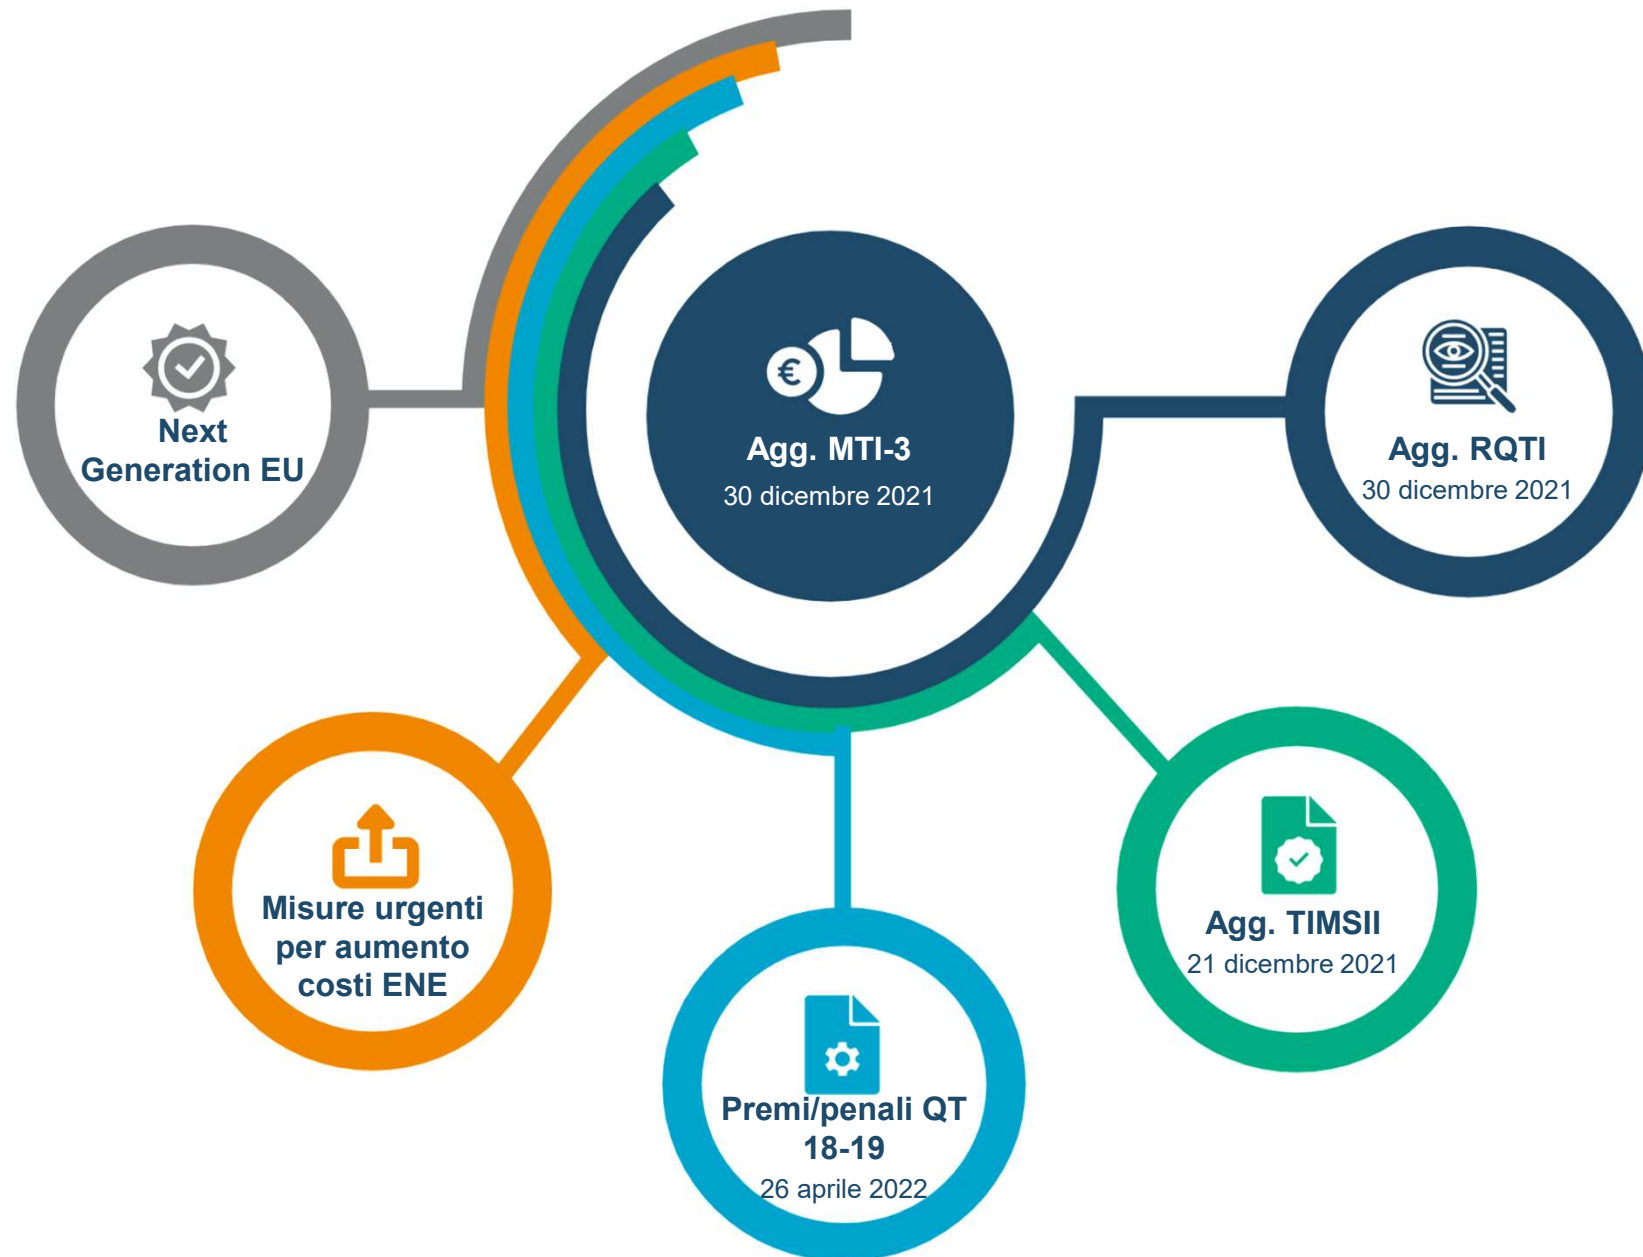 Next
Generation EU
Agg. MTI-3
30 dicembre 2021
Agg. RQTI
30 dicembre 2021
Misure urgenti
per aumento
costi ENE
Agg. TIMSII
21 dicembre 2021
Premi/penali QT
18-19
26 aprile 2022